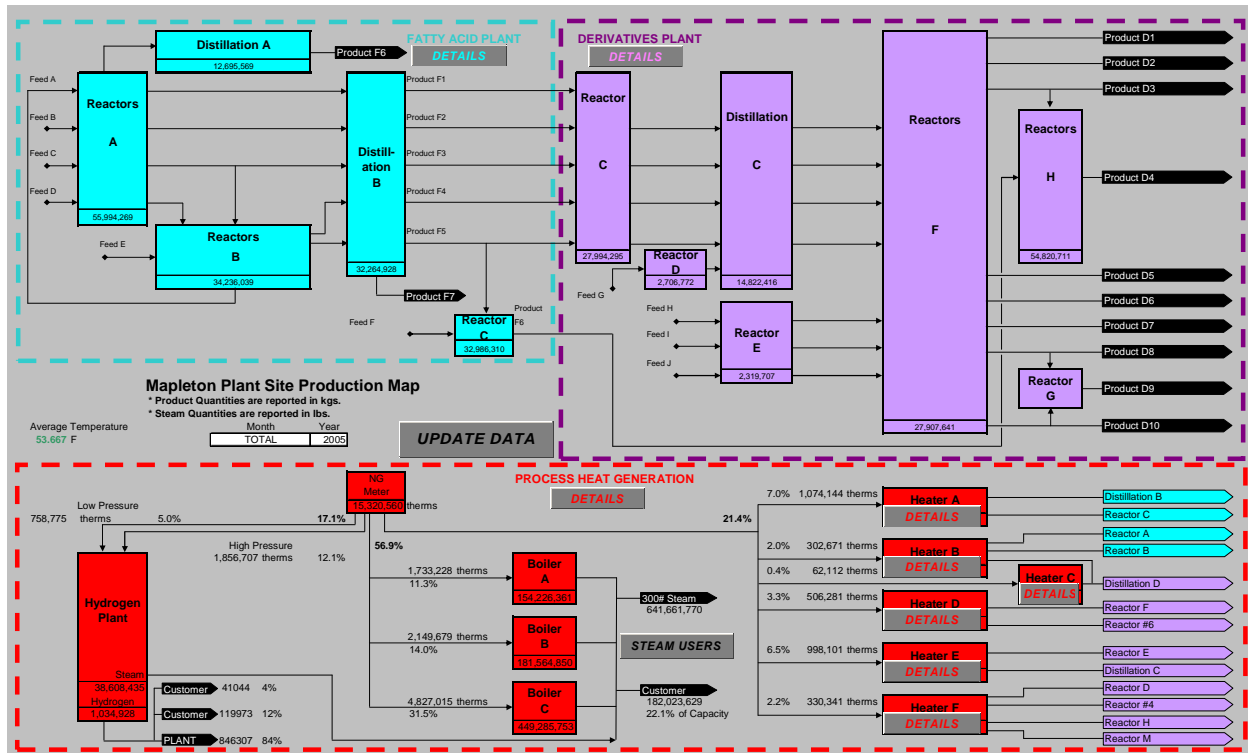 Distillation A
12,695,569
Product F6
FATTY ACID PLANT
DETAILS
Feed A
Feed B
Feed C
Feed D
Feed E
Feed F
Reactors
A
55,994,269
Reactors
B
34,236,039
Distill-
ation
B
32,264,928
Product F1
Product F2
Product F3
Product F4
Product F5
Product F7
Product
F6
Reactor
C
32,986,310
DERIVATIVES PLANT
DETAILS
Reactor
C
27,994,295
Reactor
D
2,706,772
Feed G
Distillation
C
14,822,416
Feed H
Feed I
Feed J
Reactor
E
2,319,707
Reactors
F
27,907,641
Reactors
H
54,820,711
Reactor
G
Product D1
Product D2
Product D3
Product D4
Product D5
Product D6
Product D7
Product D8
Product D9
Product D10
Mapleton Plant Site Production Map
* Product Quantities are reported in kgs.
* Steam Quantities are reported in lbs.
Average Temperature
53.667 F
Month Year
TOTAL 2005
UPDATE DATA
PROCESS HEAT GENERATION
DETAILS
NG
Meter
15,320,560 therms
Low Pressure
758,775 therms 5.0%
17.1%
High Pressure
1,856,707 therms 12.1%
56.9%
21.4%
Hydrogen
Plant
Steam
38,608,435
Hydrogen
1,034,926
Customer 41044 4%
Customer 119973 12%
PLANT 846307 84%
1,733,228 therms
11.3%
Boiler
A
154,226,361
2,149,679 therms
14.0%
Boiler
B
181,564,850
4,827,015 therms
31.5%
Boiler
C
449,285,753
300# Steam
641,661,770
STEAM USERS
Customer
182,023,629
22.1% of Capacity
7.0% 1,074,144 therms
Heater A
DETAILS
2.0% 302,671 therms
Heater B
DETAILS
0.4% 62,112 therms
Heater C
DETAILS
3.3% 506,281 therms
Heater D
DETAILS
6.5% 998,101 therms
Heater E
DETAILS
2.2% 330,341 therms
Heater F
DETAILS
Distilllation B
Reactor C
Reactor A
Reactor B
Distillation D
Reactor F
Reactor #6
Reactor E
Distillation C
Reactor D
Reactor #4
Reactor H
Reactor M